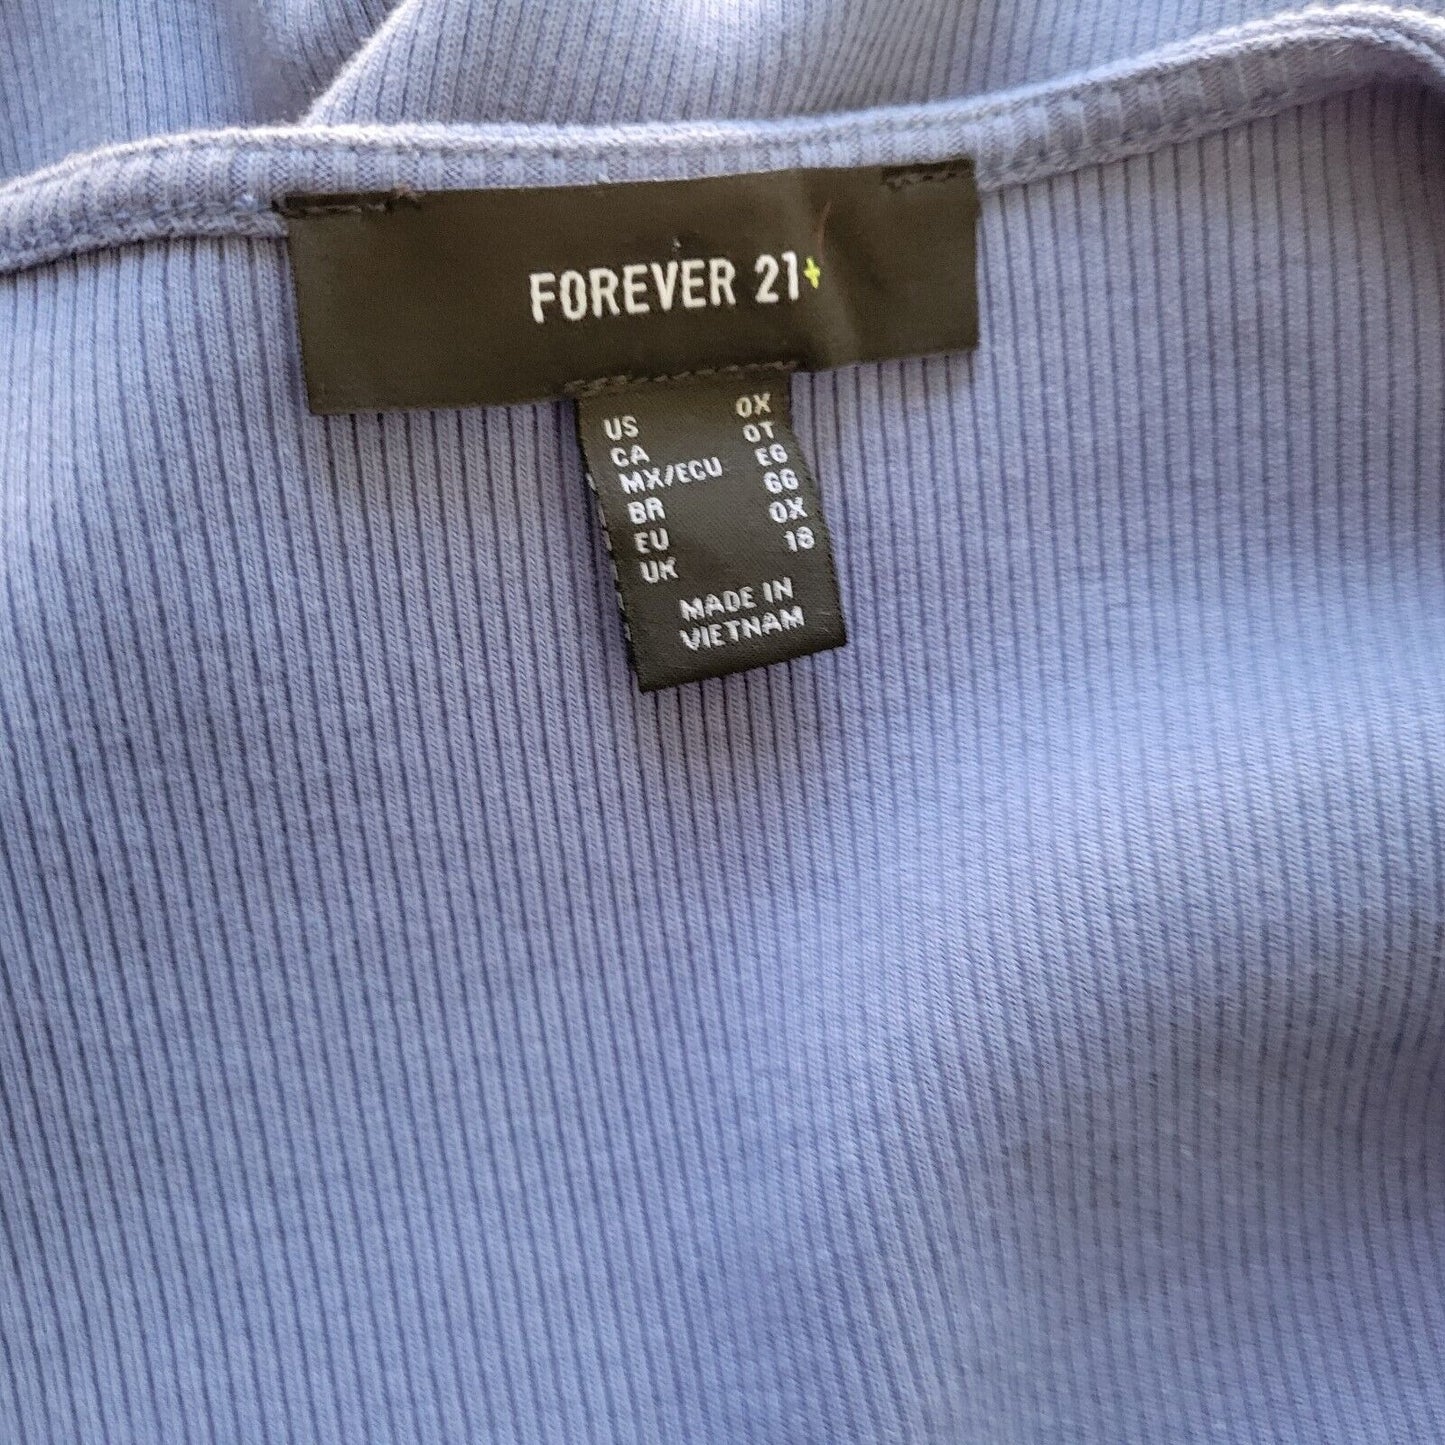 FOREVER 21+
US 0X
CA 0T
MX/ECU EG
BR GG
EU 0X
UK 18
MADE IN
VIETNAM